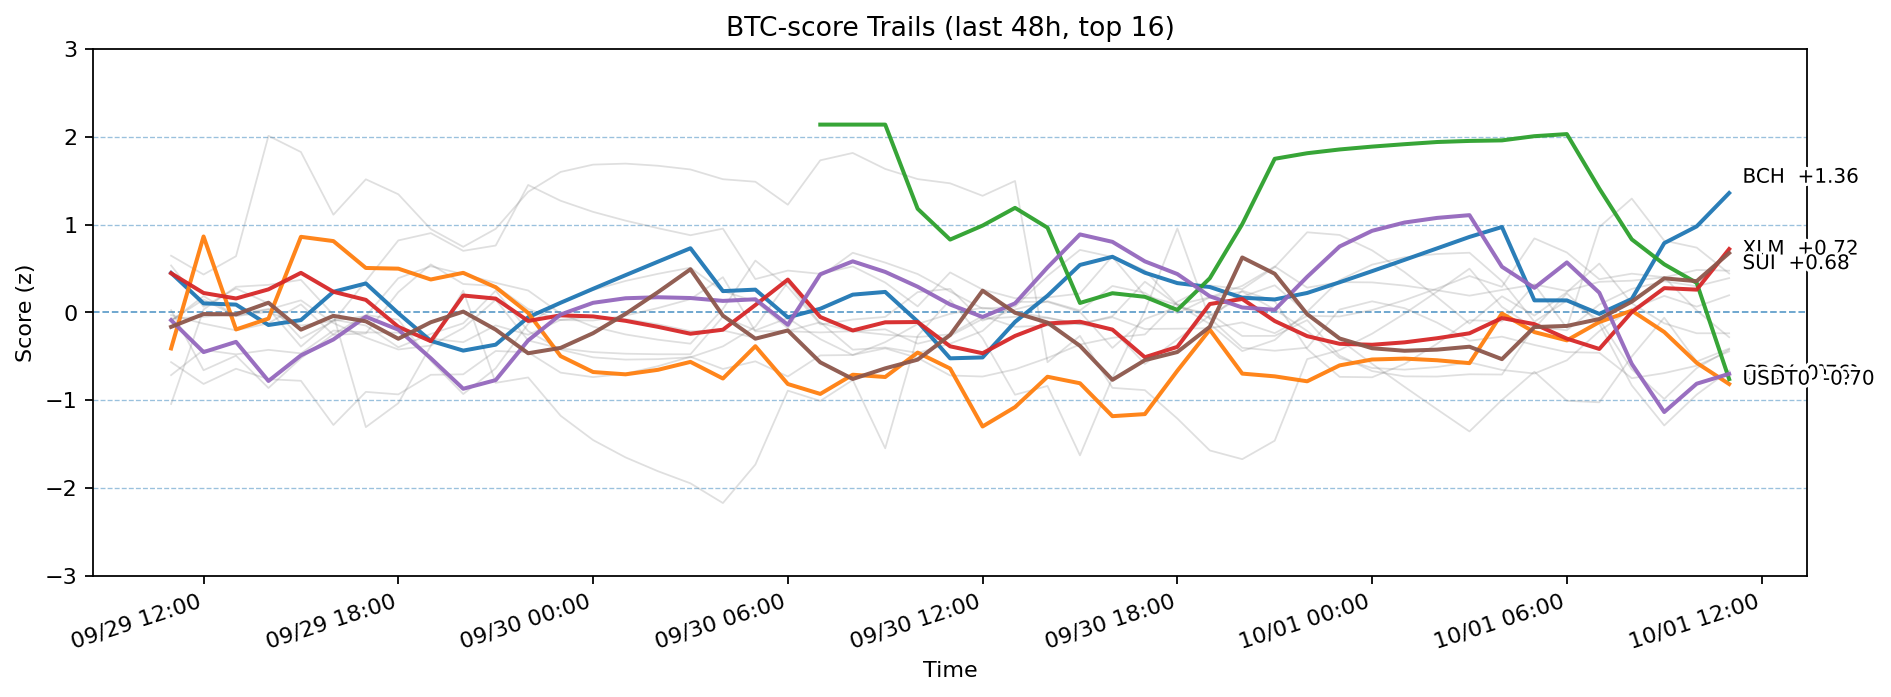 BTC-score Trails (last 48h, top 16)
Score (z)
3
2
1
0
−1
−2
−3
BCH +1.36
XLM +0.72
SUI +0.68
USDT0 -0.70
09/29 12:00
09/29 18:00
09/30 00:00
09/30 06:00
09/30 12:00
09/30 18:00
10/01 00:00
10/01 06:00
10/01 12:00
Time